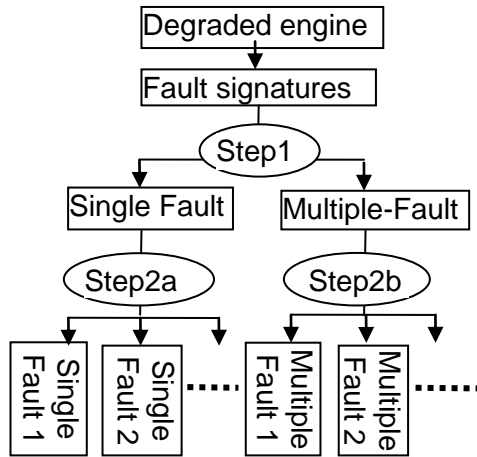 Degraded engine
Fault signatures
Step1
Single Fault
Multiple-Fault
Step2a
Step2b
Single
Fault 1
Single
Fault 2
Multiple
Fault 1
Multiple
Fault 2